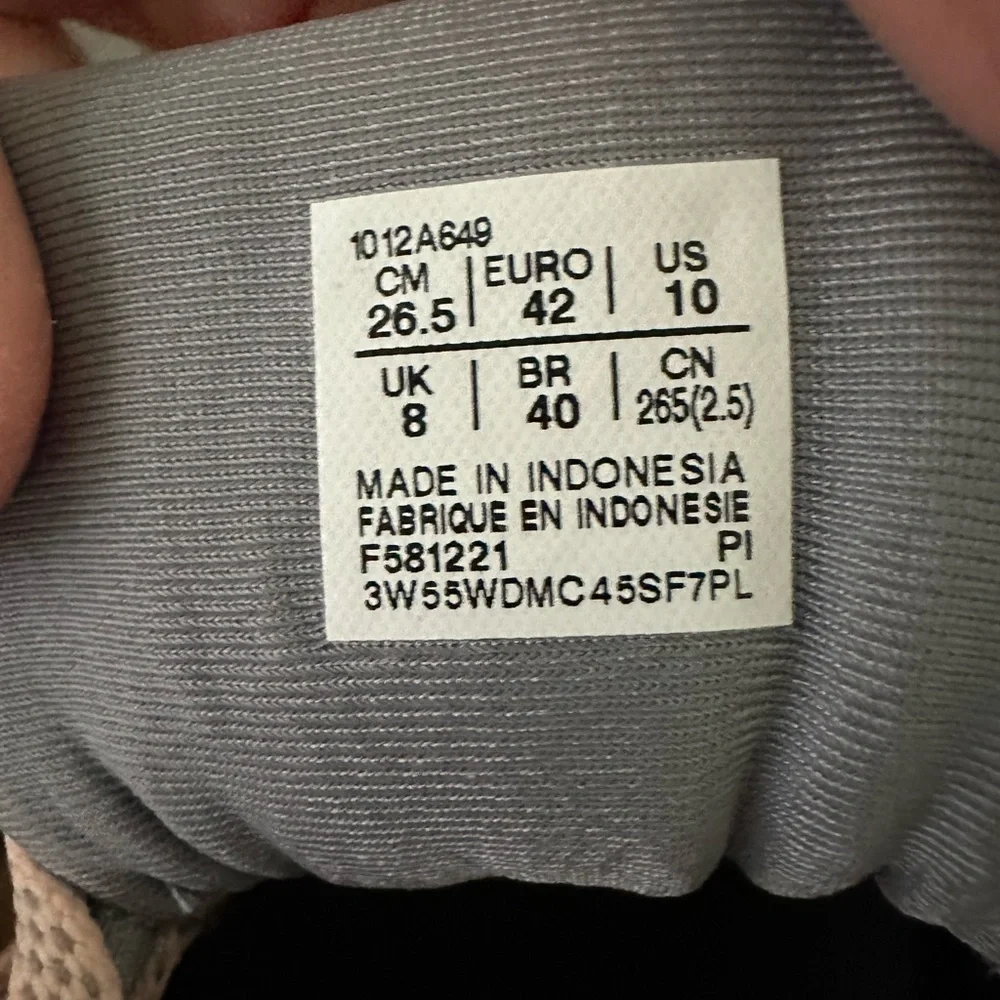 1012A649
CM | EURO | US
26.5 | 42 | 10
UK | BR | CN
8 | 40 | 265(2.5)
MADE IN INDONESIA
FABRIQUE EN INDONESIE
F581221 PI
3W55WDMC45SF7PL